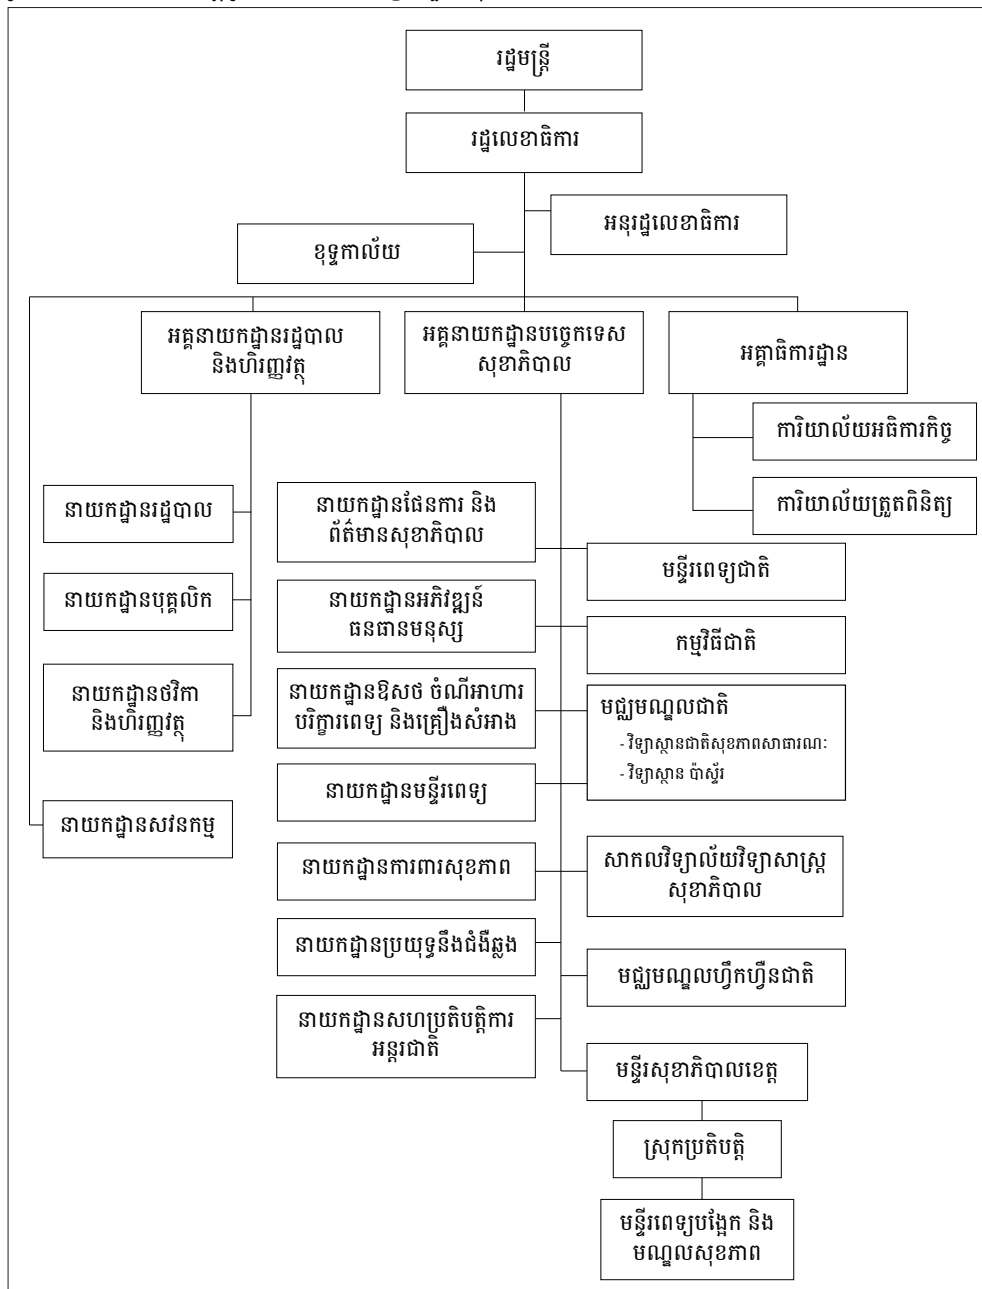 រដ្ឋមន្ត្រី
រដ្ឋលេខាធិការ
អនុរដ្ឋលេខាធិការ
ខុទ្ទកាល័យ
អគ្គនាយកដ្ឋានរដ្ឋបាល
និងហិរញ្ញវត្ថុ
អគ្គនាយកដ្ឋានបច្ចេកទេស
សុខាភិបាល
អគ្គាធិការដ្ឋាន
ការិយាល័យអធិការកិច្ច
ការិយាល័យត្រួតពិនិត្យ
នាយកដ្ឋានរដ្ឋបាល
នាយកដ្ឋានបុគ្គលិក
នាយកដ្ឋានថវិកា
និងហិរញ្ញវត្ថុ
នាយកដ្ឋានសវនកម្ម
នាយកដ្ឋានផែនការ និង
ព័ត៌មានសុខាភិបាល
នាយកដ្ឋានអភិវឌ្ឍន៍
ធនធានមនុស្ស
នាយកដ្ឋានឱសថ ចំណីអាហារ
បរិក្ខារពេទ្យ និងគ្រឿងសំអាង
នាយកដ្ឋានមន្ទីរពេទ្យ
នាយកដ្ឋានការពារសុខភាព
នាយកដ្ឋានប្រយុទ្ធនឹងជំងឺឆ្លង
នាយកដ្ឋានសហប្រតិបត្តិការ
អន្តរជាតិ
មន្ទីរពេទ្យជាតិ
កម្មវិធីជាតិ
មជ្ឈមណ្ឌលជាតិ
- វិទ្យាស្ថានជាតិសុខភាពសាធារណៈ
- វិទ្យាស្ថាន ប៉ាស្ទ័រ
សាកលវិទ្យាល័យវិទ្យាសាស្ត្រ
សុខាភិបាល
មជ្ឈមណ្ឌលហ្វឹកហ្វឺនជាតិ
មន្ទីរសុខាភិបាលខេត្ត
ស្រុកប្រតិបត្តិ
មន្ទីរពេទ្យបង្អែក និង
មណ្ឌលសុខភាព